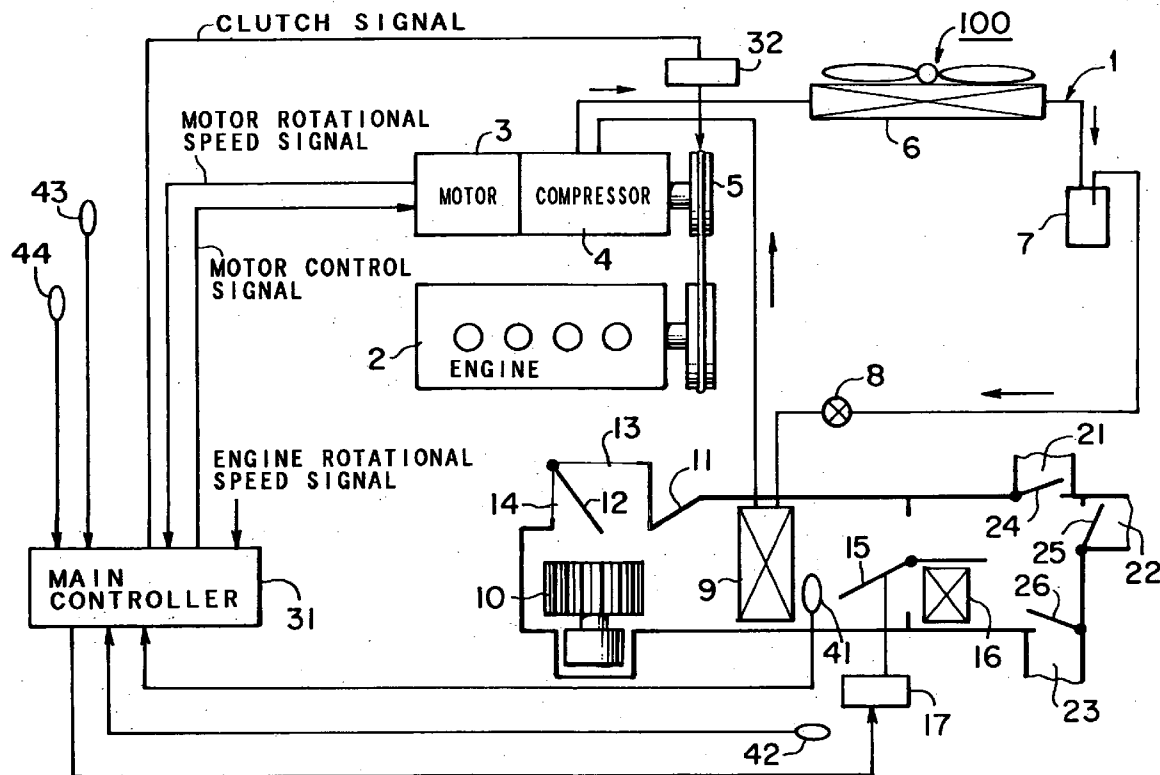 CLUTCH SIGNAL
32
100
1
MOTOR ROTATIONAL
SPEED SIGNAL
3
6
MOTOR
COMPRESSOR
5
43
4
7
44
MOTOR CONTROL
SIGNAL
2
ENGINE
8
ENGINE ROTATIONAL
SPEED SIGNAL
13
11
21
14
12
24
25
22
15
MAIN
CONTROLLER
31
10
9
26
41
16
17
23
42